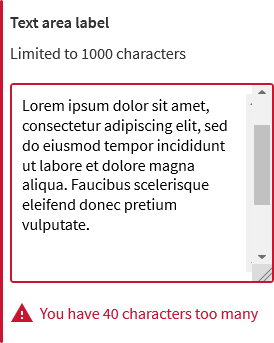 Text area label
Limited to 1000 characters
Lorem ipsum dolor sit amet,
consectetur adipiscing elit, sed
do eiusmod tempor incididunt
ut labore et dolore magna
aliqua. Faucibus scelerisque
eleifend donec pretium
vulputate.
You have 40 characters too many